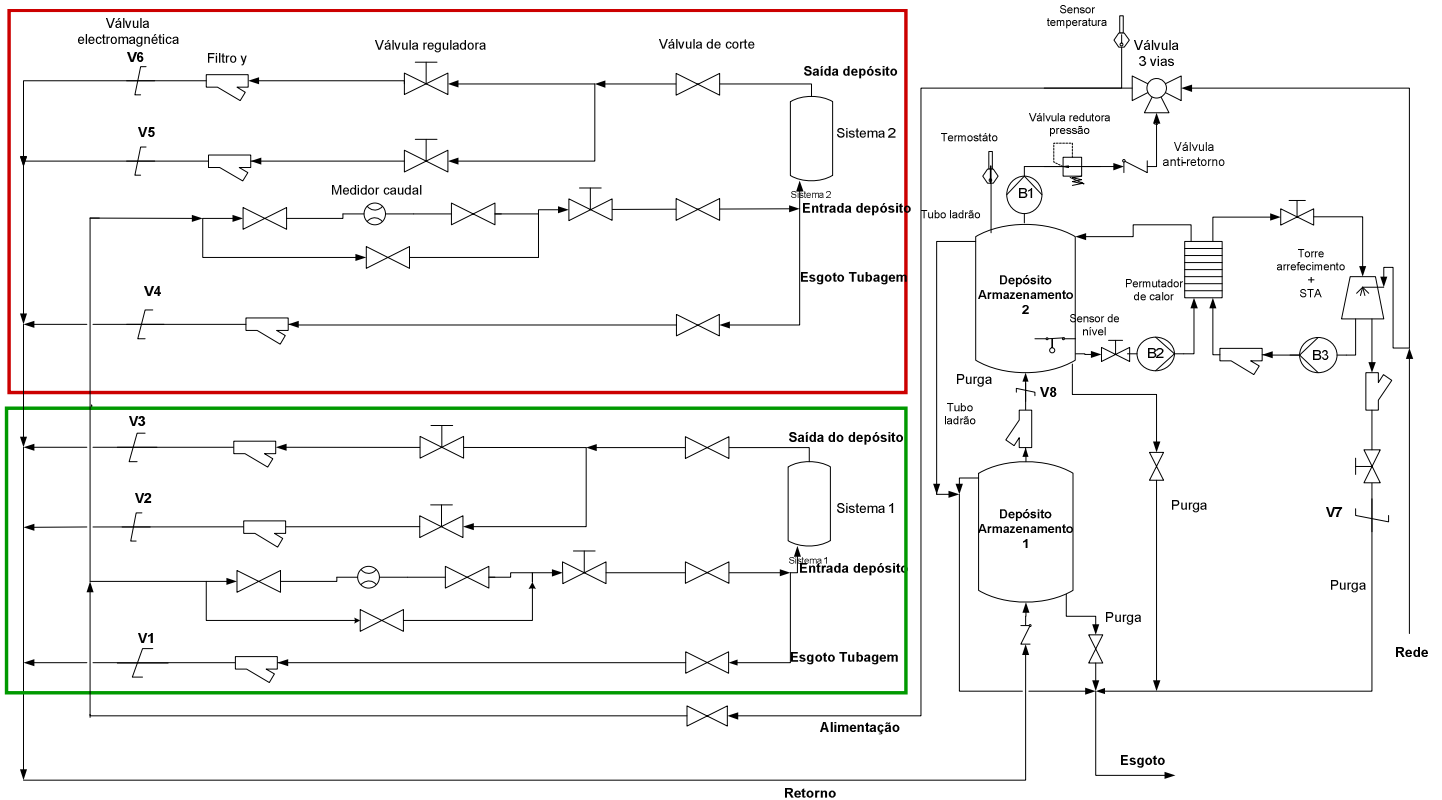 Válvula
electromagnética
V6
Filtro y
Válvula reguladora
Válvula de corte
Saída depósito
Sistema 2
V5
Medidor caudal
Sistema 2
Entrada depósito
Esgoto Tubagem
V4
V3
Saída do depósito
V2
Sistema 1
Sistema 1
Entrada depósito
V1
Esgoto Tubagem
Alimentação
Retorno
Sensor
temperatura
Válvula
3 vias
Válvula redutora
pressão
Termostáto
Válvula
anti-retorno
B1
Tubo ladrão
Depósito
Armazenamento
2
Permutador
de calor
Torre
arrefecimento
+
STA
Sensor de
nível
B2
B3
Purga
V8
Tubo
ladrão
Depósito
Armazenamento
1
Purga
V7
Purga
Purga
Rede
Esgoto